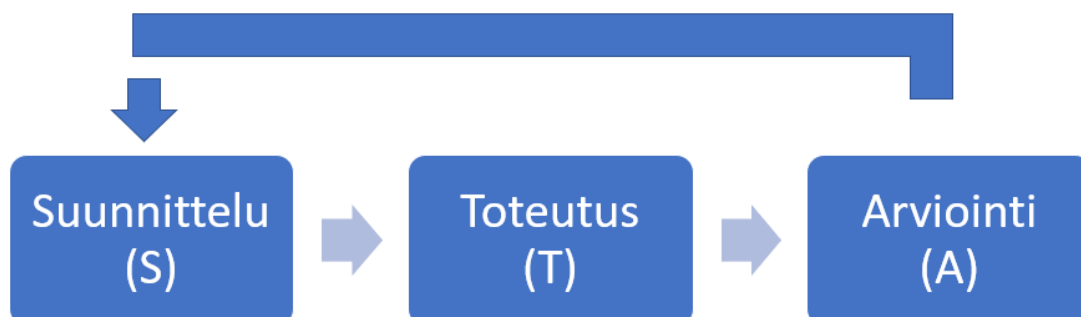 Suunnittelu
(S)
Toteutus
(T)
Arviointi
(A)